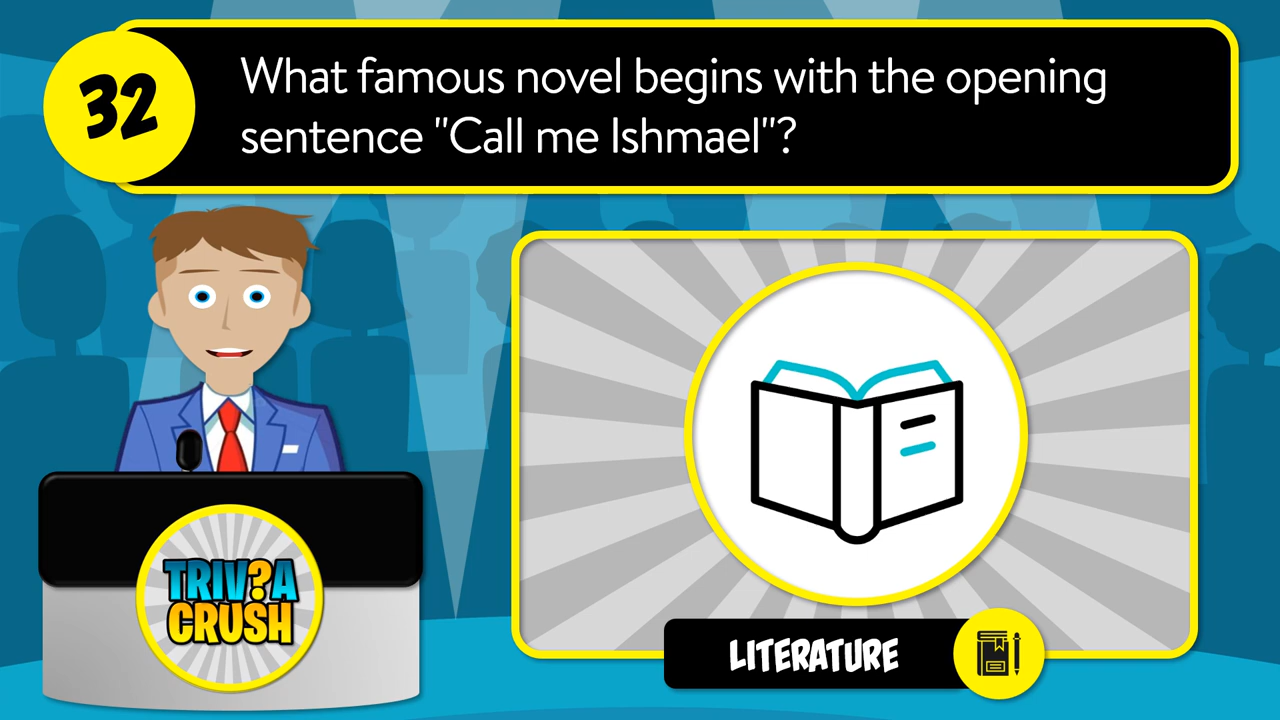 32
What famous novel begins with the opening
sentence "Call me Ishmael"?
TRIV?A
CRUSH
LITERATURE